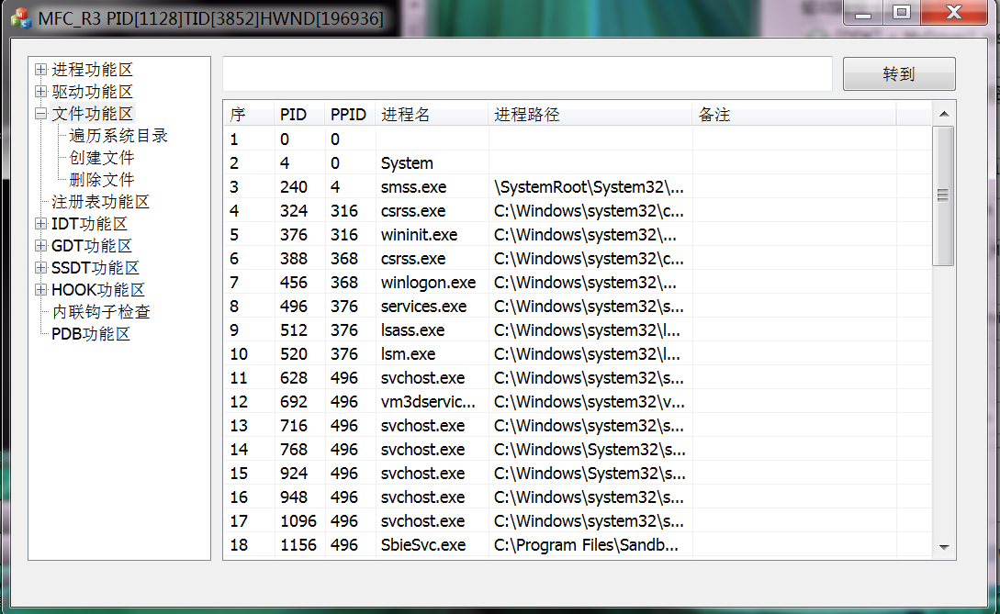 MFC_R3 PID[1128]TID[3852]HWND[196936]
进程功能区
驱动功能区
文件功能区
遍历系统目录
创建文件
删除文件
注册表功能区
IDT功能区
GDT功能区
SSDT功能区
HOOK功能区
内联钩子检查
PDB功能区
转到
序 PID PPID 进程名 进程路径 备注
1 0 0
2 4 0 System
3 240 4 smss.exe \SystemRoot\System32\...
4 324 316 csrss.exe C:\Windows\system32\c...
5 376 316 wininit.exe C:\Windows\system32\...
6 388 368 csrss.exe C:\Windows\system32\c...
7 456 368 winlogon.exe C:\Windows\system32\...
8 496 376 services.exe C:\Windows\system32\s...
9 512 376 lsass.exe C:\Windows\system32\l...
10 520 376 lsm.exe C:\Windows\system32\l...
11 628 496 svchost.exe C:\Windows\system32\s...
12 692 496 vm3dservic... C:\Windows\system32\v...
13 716 496 svchost.exe C:\Windows\system32\s...
14 768 496 svchost.exe C:\Windows\System32\s...
15 924 496 svchost.exe C:\Windows\System32\s...
16 948 496 svchost.exe C:\Windows\system32\s...
17 1096 496 svchost.exe C:\Windows\system32\s...
18 1156 496 SbieSvc.exe C:\Program Files\Sandb...